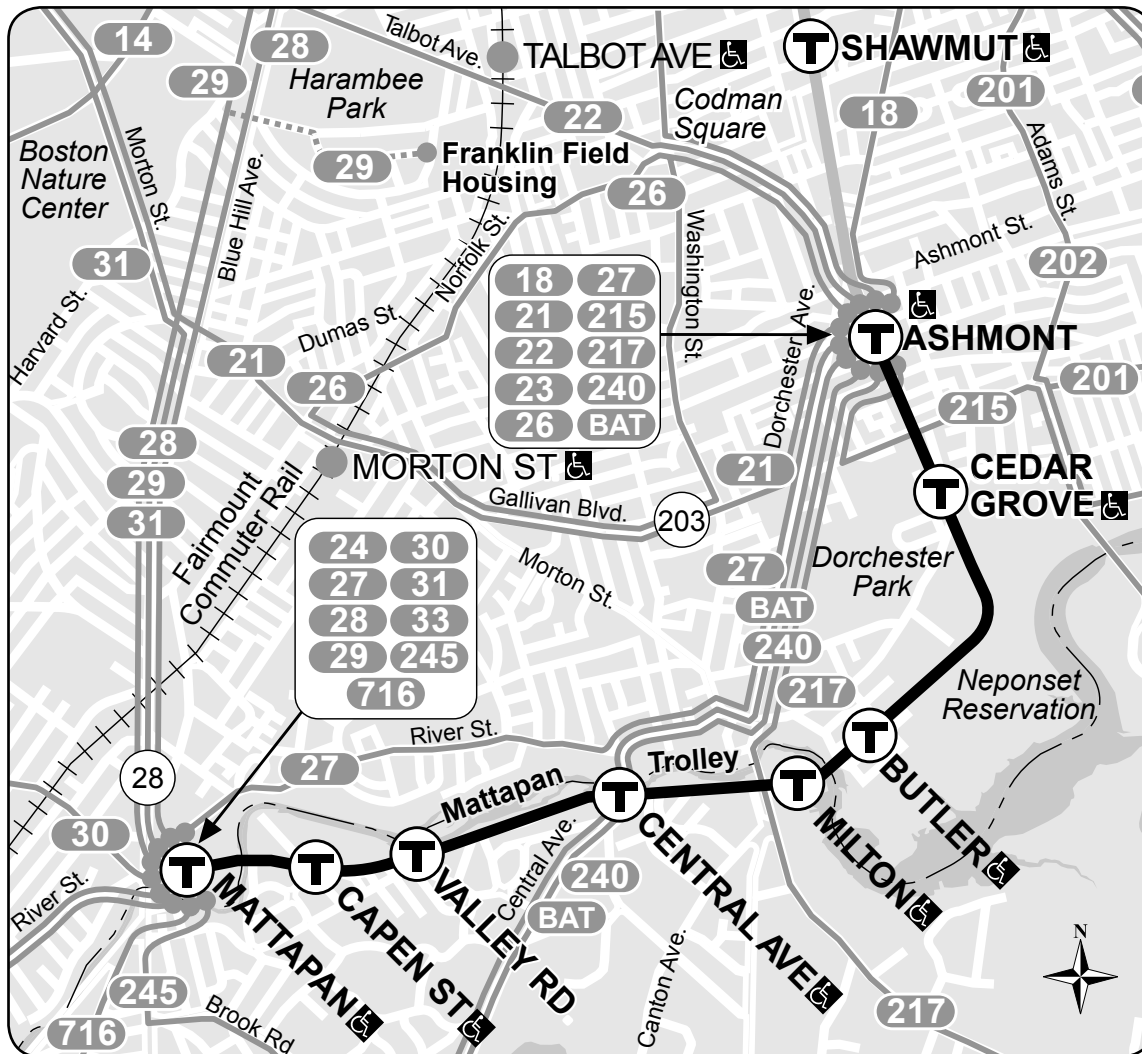 14
28
29
Talbot Ave.
TALBOT AVE
T SHAWMUT
201
Harambee
Park
22
Codman
Square
18
Adams St.
Morton St.
Boston
Nature
Center
29
Franklin Field
Housing
26
Blue Hill Ave.
Norfolk St.
Washington St.
Ashmont St.
202
31
Harvard St.
Dumas St.
18 27
21 215
22 217
23 240
26 BAT
Dorchester Ave.
T ASHMONT
21
26
201
215
28
29
31
MORTON ST
Gallivan Blvd.
203
21
T CEDAR
GROVE
Fairmount
Commuter Rail
24 30
27 31
28 33
29 245
716
Morton St.
27
BAT
240
217
Dorchester
Park
Neponset
Reservation
River St.
27
28
30
River St.
Mattapan
Trolley
T MATTAPAN
T CAPEN ST
T VALLEY RD
T CENTRAL AVE
T MILTON
T BUTLER
Central Ave.
240
BAT
Canton Ave.
217
245
716
Brook Rd
N